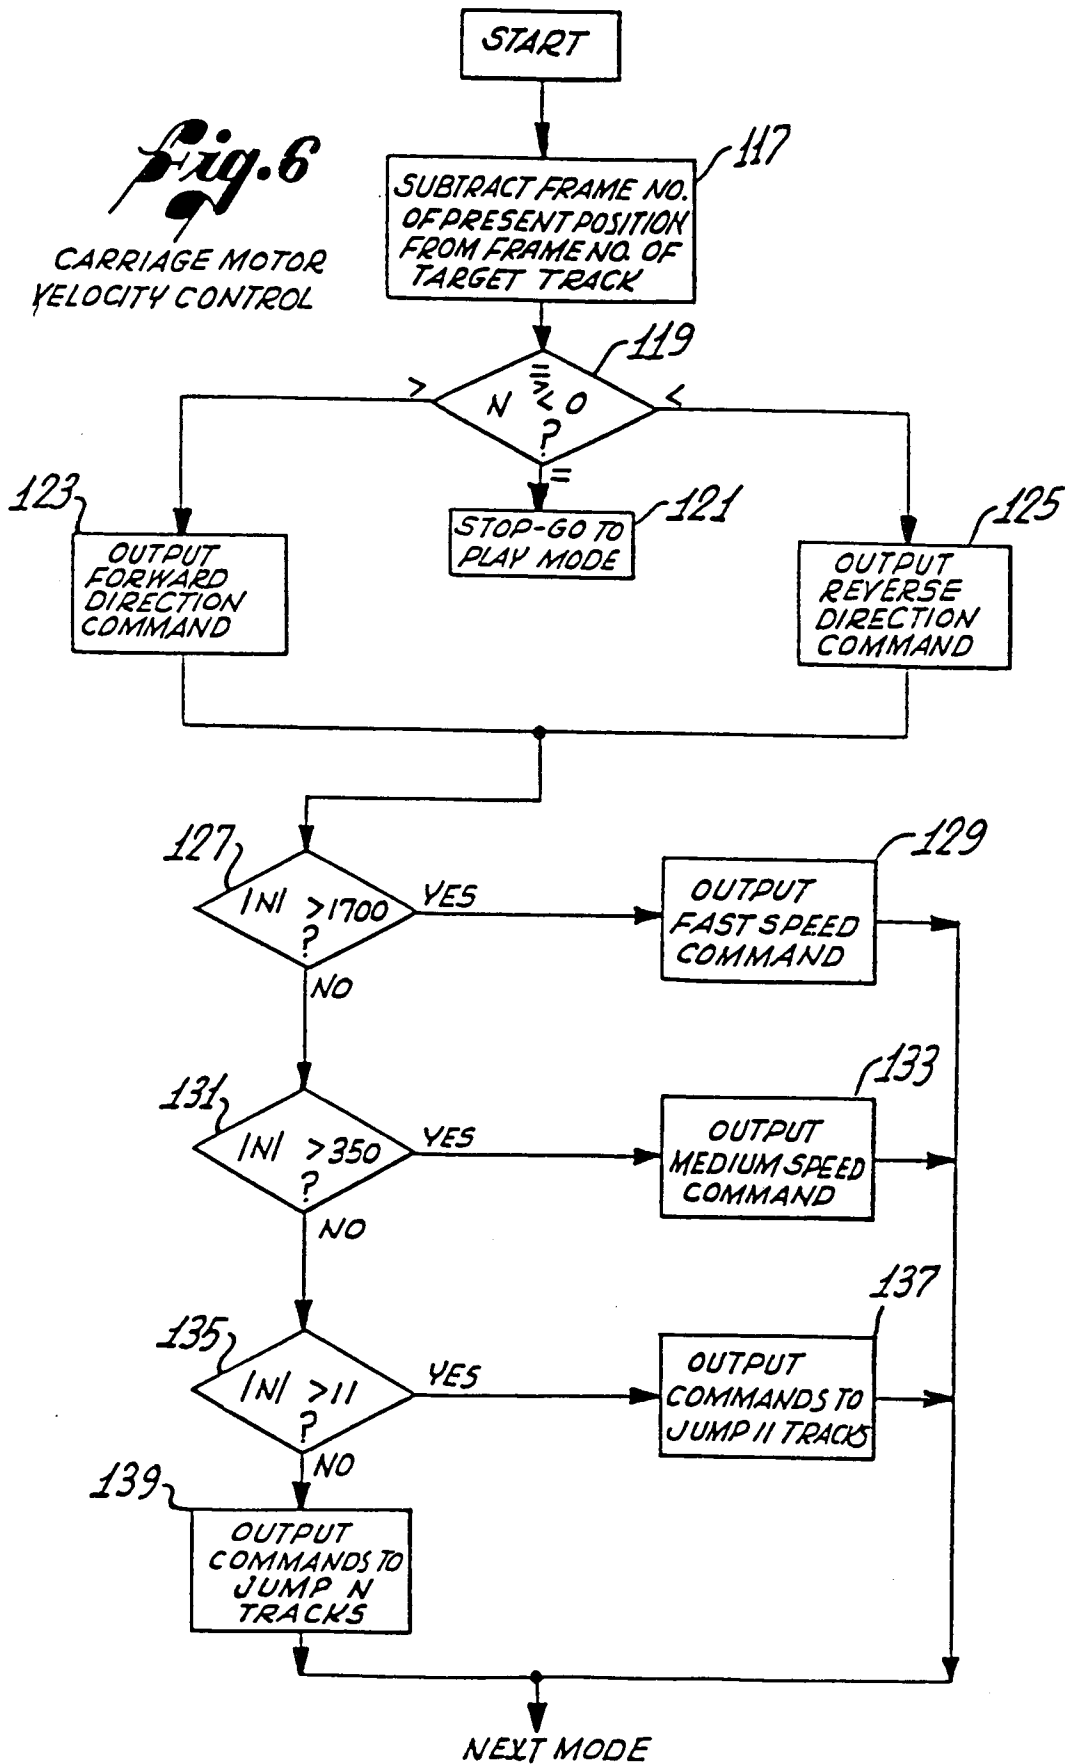 START
Fig. 6
CARRIAGE MOTOR
VELOCITY CONTROL
117
SUBTRACT FRAME NO.
OF PRESENT POSITION
FROM FRAME NO. OF
TARGET TRACK
119
=
>
N < 0
?
>
<
=
123
OUTPUT
FORWARD
DIRECTION
COMMAND
121
STOP-GO TO
PLAY MODE
125
OUTPUT
REVERSE
DIRECTION
COMMAND
127
|N| >1700
?
YES
NO
129
OUTPUT
FAST SPEED
COMMAND
131
|N| >350
?
YES
NO
133
OUTPUT
MEDIUM SPEED
COMMAND
135
|N| >11
?
YES
NO
137
OUTPUT
COMMANDS TO
JUMP 11 TRACKS
139
OUTPUT
COMMANDS TO
JUMP N
TRACKS
NEXT MODE